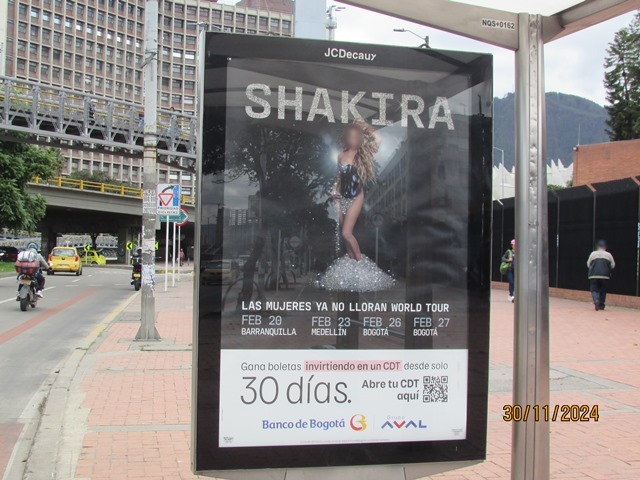 NQS+0162
JCDecaux
SHAKIRA
LAS MUJERES YA NO LLORAN WORLD TOUR
FEB 20 FEB 23 FEB 26 FEB 27
BARRANQUILLA MEDELLÍN BOGOTÁ BOGOTÁ
Gana boletas invirtiendo en un CDT desde solo
30 días.
Abre tu CDT
aquí
Banco de Bogotá
Grupo
AVAL
30/11/2024